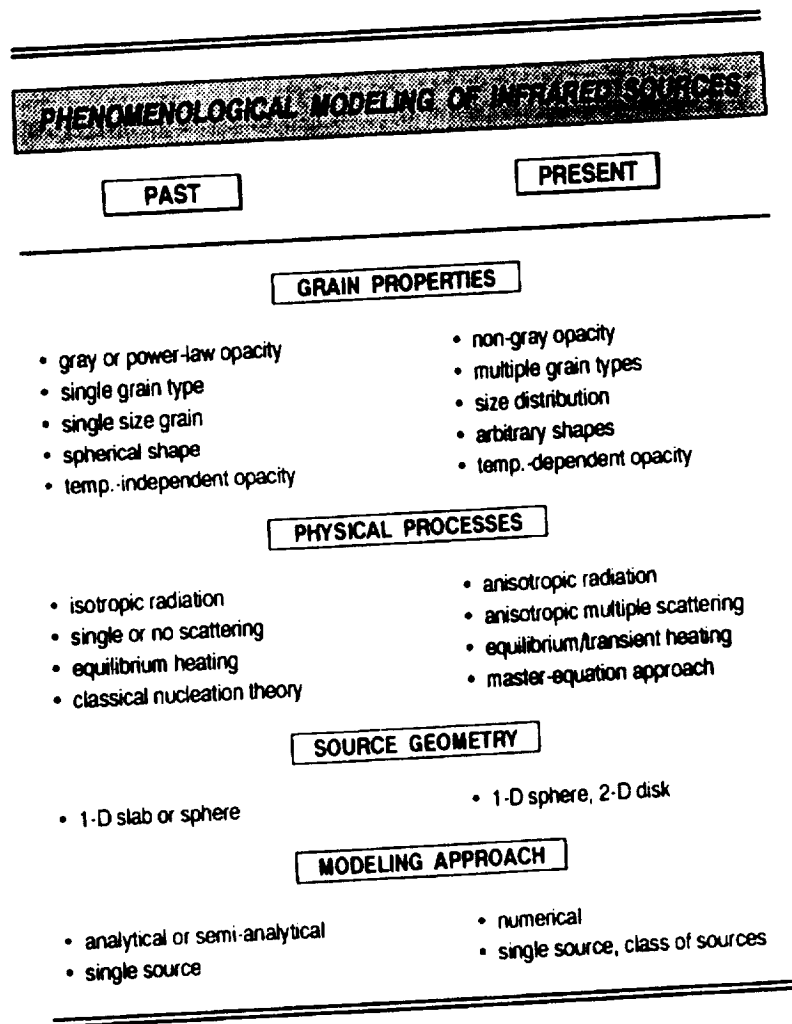 PHENOMENOLOGICAL MODELING OF INFRARED SOURCES
PAST
PRESENT
GRAIN PROPERTIES
• gray or power-law opacity
• single grain type
• single size grain
• spherical shape
• temp.-independent opacity
• non-gray opacity
• multiple grain types
• size distribution
• arbitrary shapes
• temp.-dependent opacity
PHYSICAL PROCESSES
• isotropic radiation
• single or no scattering
• equilibrium heating
• classical nucleation theory
• anisotropic radiation
• anisotropic multiple scattering
• equilibrium/transient heating
• master-equation approach
SOURCE GEOMETRY
• 1-D slab or sphere
• 1-D sphere, 2-D disk
MODELING APPROACH
• analytical or semi-analytical
• single source
• numerical
• single source, class of sources